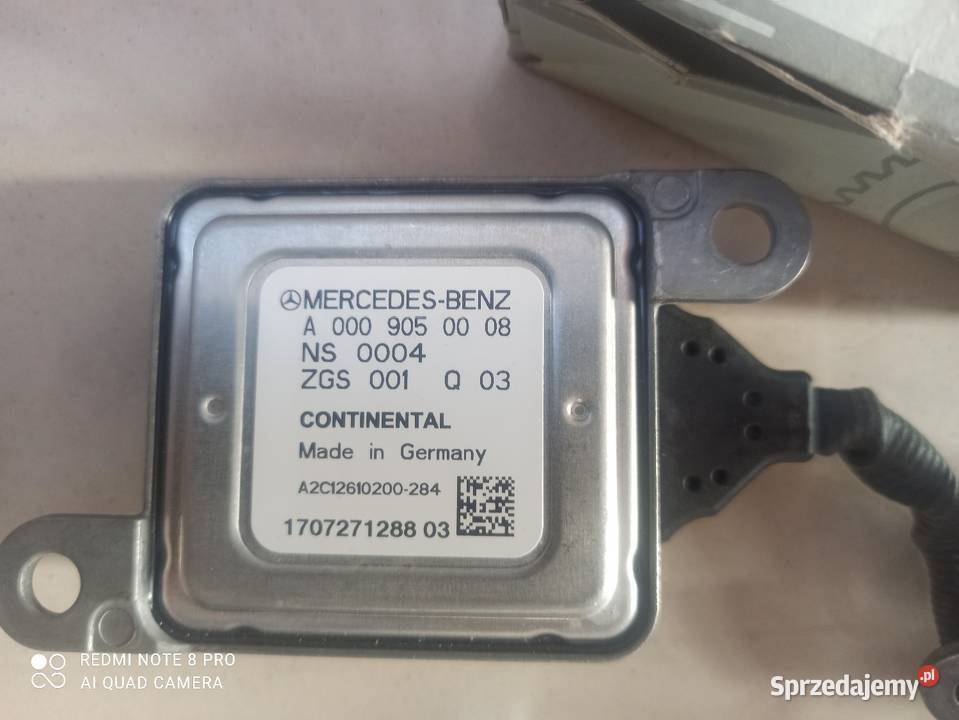 MERCEDES-BENZ
A 000 905 00 08
NS 0004
ZGS 001 Q 03
CONTINENTAL
Made in Germany
A2C12610200-284
1707271288 03
REDMI NOTE 8 PRO
AI QUAD CAMERA
Sprzedajemy.pl